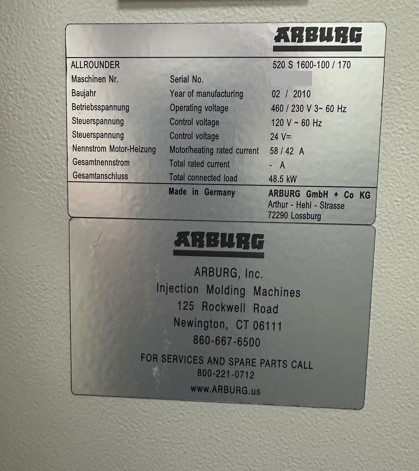 ARBURG
ALLROUNDER 520 S 1600-100 / 170
Maschinen Nr. Serial No.
Baujahr Year of manufacturing 02 / 2010
Betriebsspannung Operating voltage 460 / 230 V 3~ 60 Hz
Steuerspannung Control voltage 120 V ~ 60 Hz
Steuerspannung Control voltage 24 V=
Nennstrom Motor-Heizung Motor/heating rated current 58 / 42 A
Gesamtnennstrom Total rated current - A
Gesamtanschluss Total connected load 48.5 kW
Made in Germany ARBURG GmbH + Co KG
Arthur - Hehl - Strasse
72290 Lossburg
ARBURG
ARBURG, Inc.
Injection Molding Machines
125 Rockwell Road
Newington, CT 06111
860-667-6500
FOR SERVICES AND SPARE PARTS CALL
800-221-0712
www.ARBURG.us